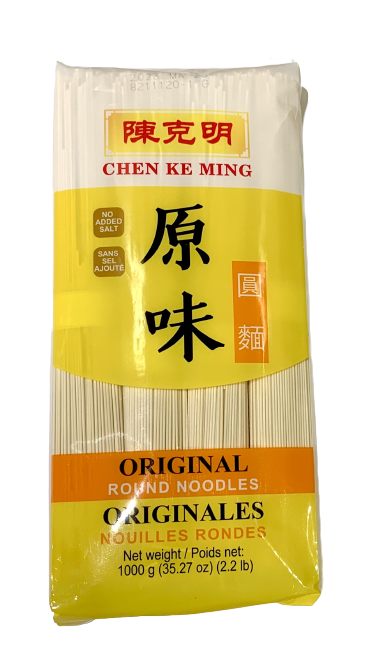 陳克明
CHEN KE MING
NO
ADDED
SALT
SANS
SEL
AJOUTÉ
原味
圓麵
ORIGINAL
ROUND NOODLES
ORIGINALES
NOUILLES RONDES
Net weight / Poids net:
1000 g (35.27 oz) (2.2 lb)